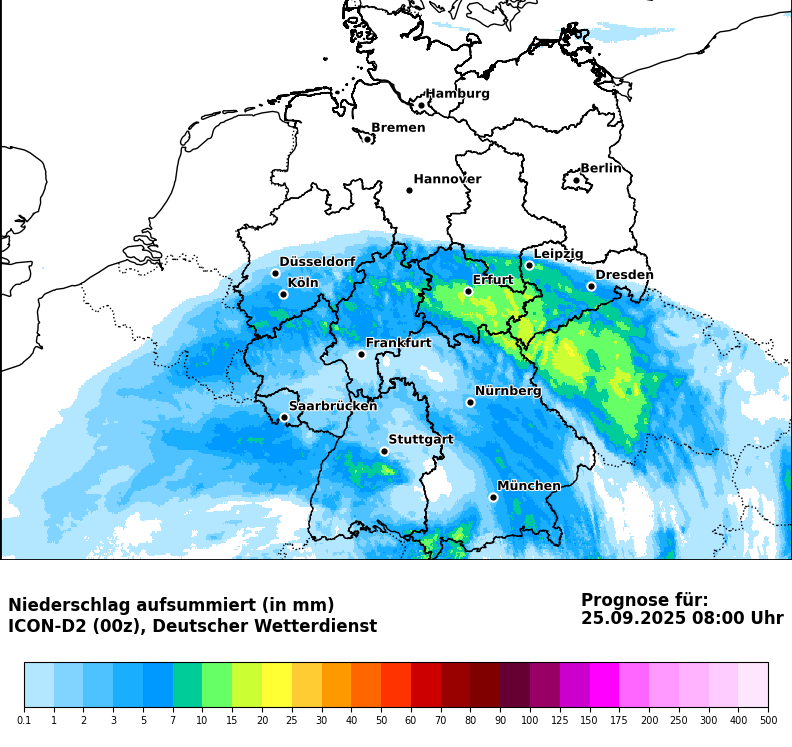 Hamburg
Bremen
Berlin
Hannover
Leipzig
Düsseldorf
Dresden
Erfurt
Köln
Frankfurt
Nürnberg
Saarbrücken
Stuttgart
München
Niederschlag aufsummiert (in mm)
ICON-D2 (00z), Deutscher Wetterdienst
Prognose für:
25.09.2025 08:00 Uhr
0.1 1 2 3 5 7 10 15 20 25 30 40 50 60 70 80 90 100 125 150 175 200 250 300 400 500